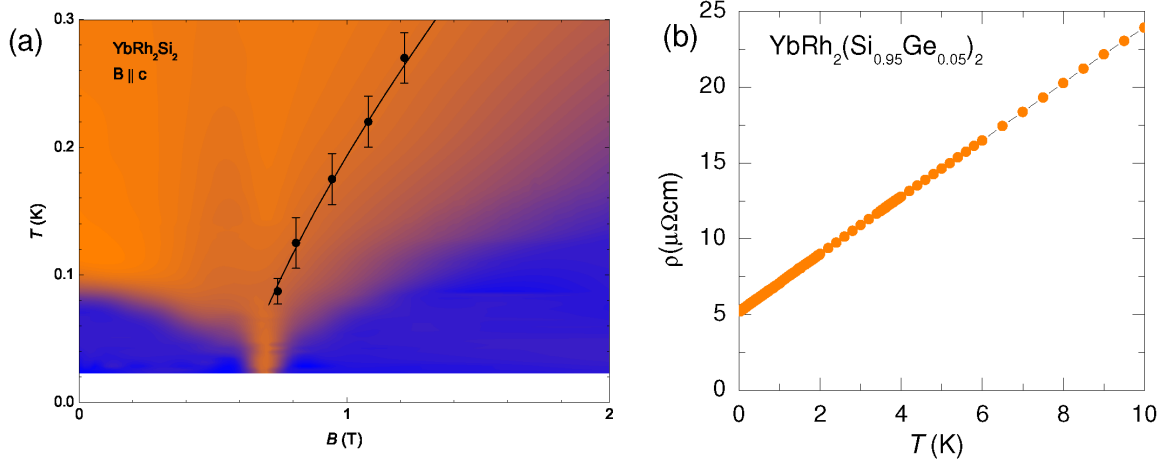 (a)
YbRh₂Si₂
B || c
0.3
0.2
0.1
0.0
T (K)
0
1
2
B (T)
(b)
YbRh₂(Si₀.₉₅Ge₀.₀₅)₂
25
20
15
10
5
0
ρ(μΩcm)
0
2
4
6
8
10
T (K)